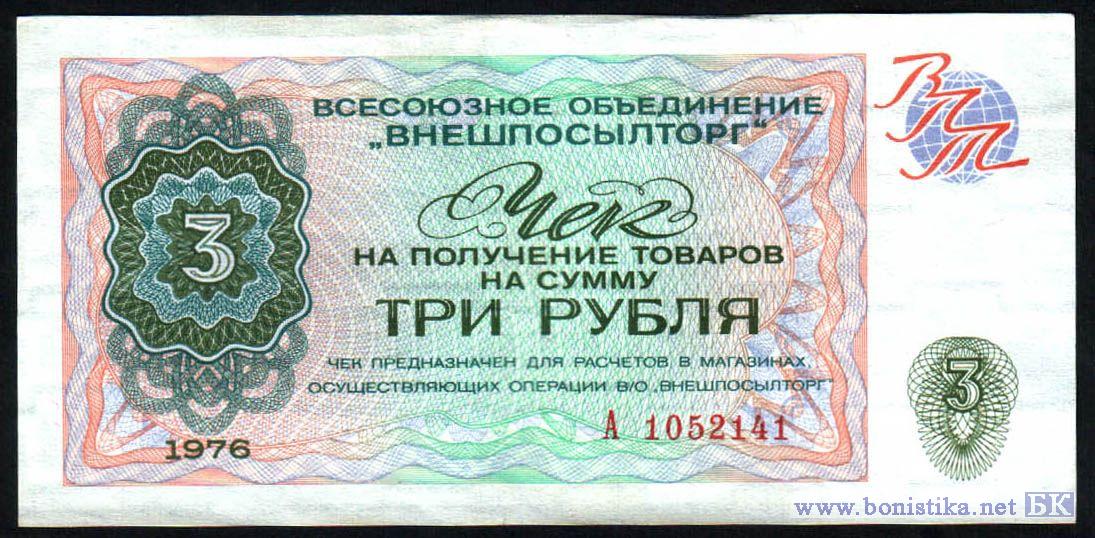 ВСЕСОЮЗНОЕ ОБЪЕДИНЕНИЕ
„ВНЕШПОСЫЛТОРГ"
ВПТ
Чек
НА ПОЛУЧЕНИЕ ТОВАРОВ
НА СУММУ
ТРИ РУБЛЯ
3
ЧЕК ПРЕДНАЗНАЧЕН ДЛЯ РАСЧЕТОВ В МАГАЗИНАХ,
ОСУЩЕСТВЛЯЮЩИХ ОПЕРАЦИИ В/О „ВНЕШПОСЫЛТОРГ"
3
А 1052141
1976
www.bonistika.net БК